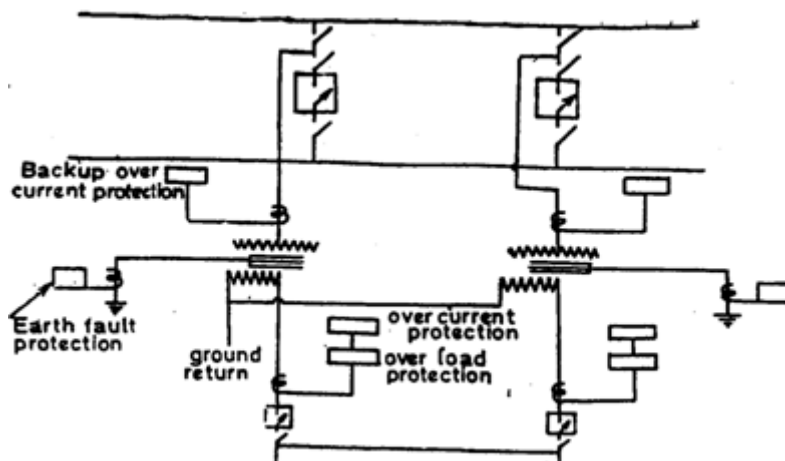 Backup over
current protection
Earth fault
protection
ground
return
over current
protection
over load
protection